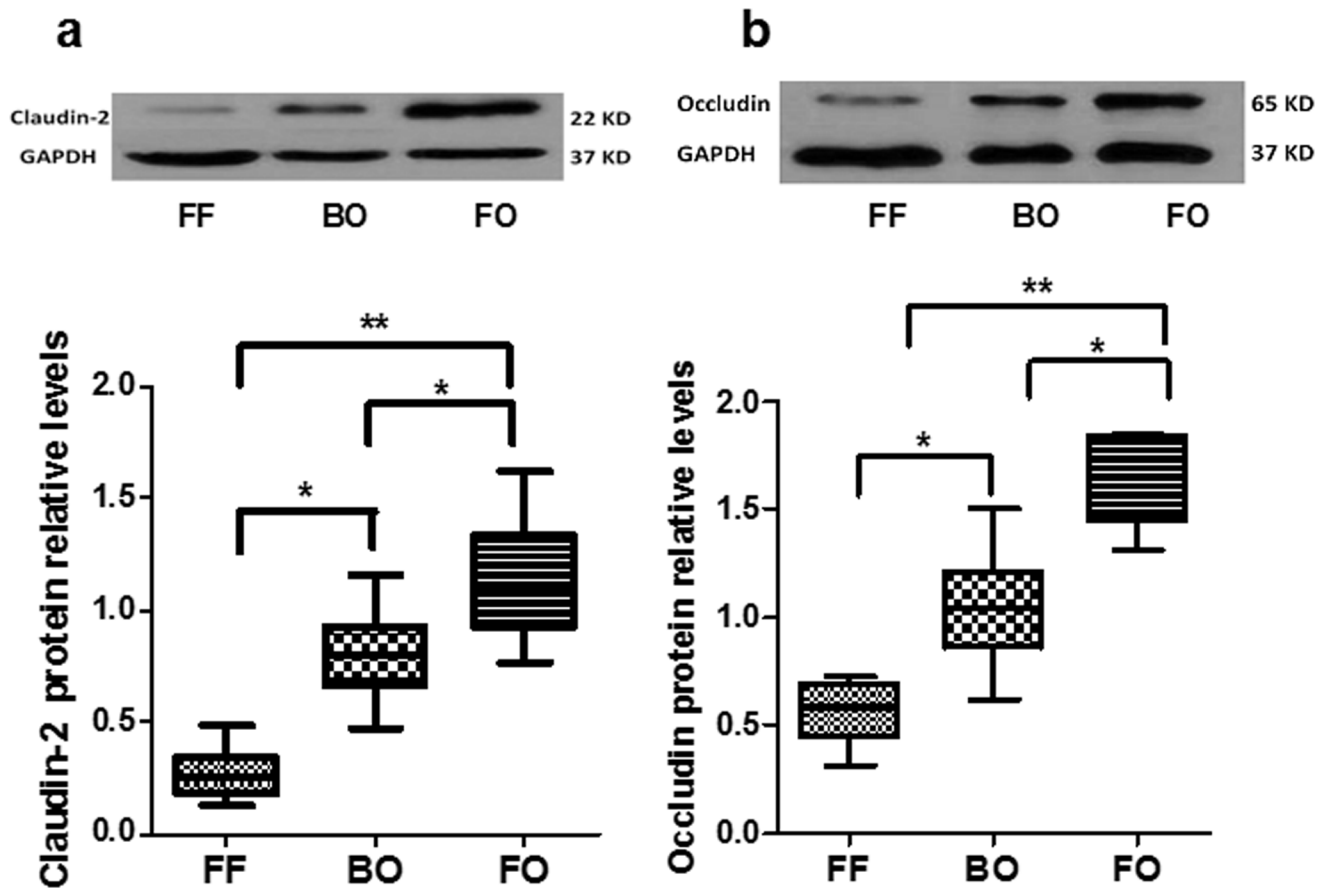 a
Claudin-2 22 KD
GAPDH 37 KD
FF BO FO
**
*
*
Claudin-2 protein relative levels
2.0
1.5
1.0
0.5
0.0
FF BO FO
b
Occludin 65 KD
GAPDH 37 KD
FF BO FO
**
*
*
Occludin protein relative levels
2.0
1.5
1.0
0.5
0.0
FF BO FO